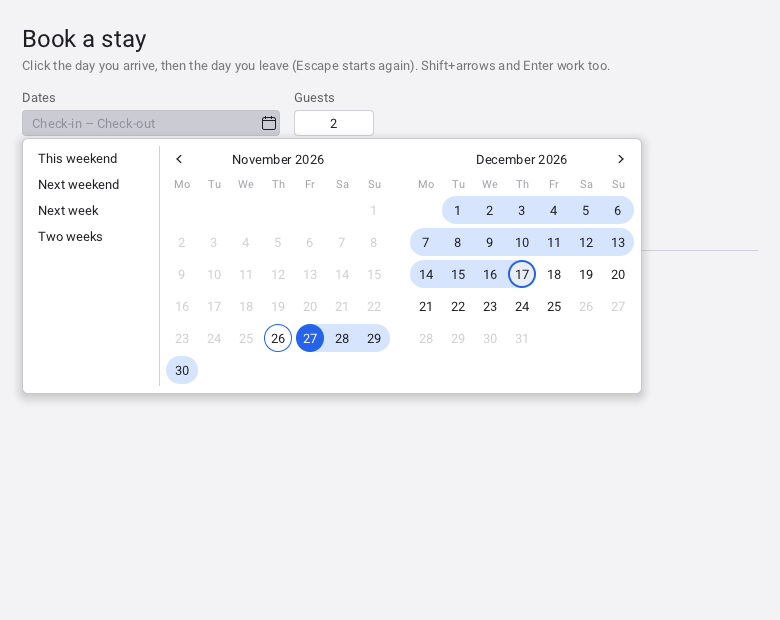 Book a stay
Click the day you arrive, then the day you leave (Escape starts again). Shift+arrows and Enter work too.
Dates
Guests
Check-in – Check-out
2
This weekend
Next weekend
Next week
Two weeks
November 2026
Mo Tu We Th Fr Sa Su
1
2 3 4 5 6 7 8
9 10 11 12 13 14 15
16 17 18 19 20 21 22
23 24 25 26 27 28 29
30
December 2026
Mo Tu We Th Fr Sa Su
1 2 3 4 5 6
7 8 9 10 11 12 13
14 15 16 17 18 19 20
21 22 23 24 25 26 27
28 29 30 31